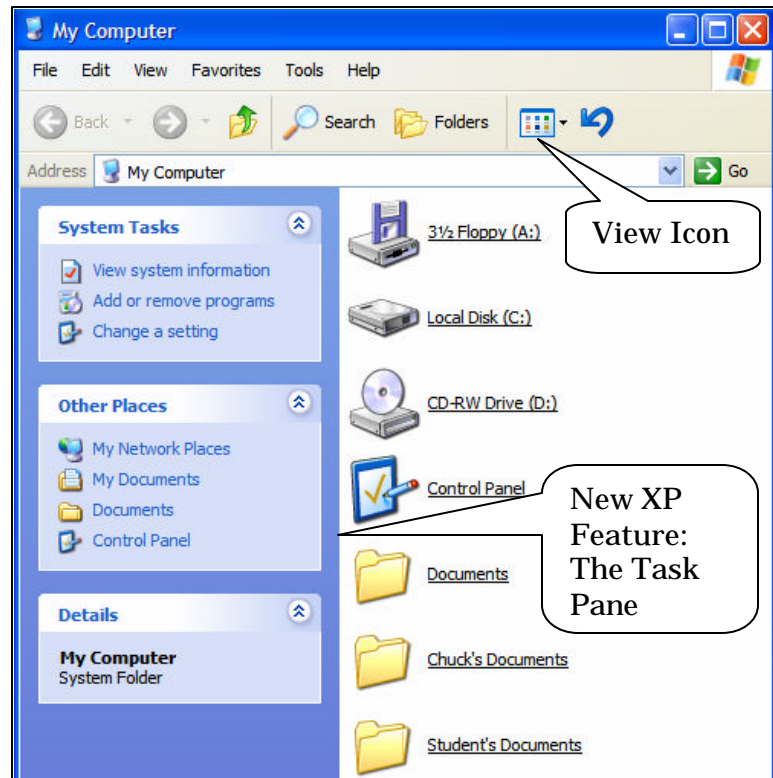 My Computer
File Edit View Favorites Tools Help
Back Search Folders
Address My Computer Go
System Tasks
View system information
Add or remove programs
Change a setting
Other Places
My Network Places
My Documents
Documents
Control Panel
Details
My Computer
System Folder
3½ Floppy (A:)
Local Disk (C:)
CD-RW Drive (D:)
Control Panel
Documents
Chuck's Documents
Student's Documents
View Icon
New XP
Feature:
The Task
Pane